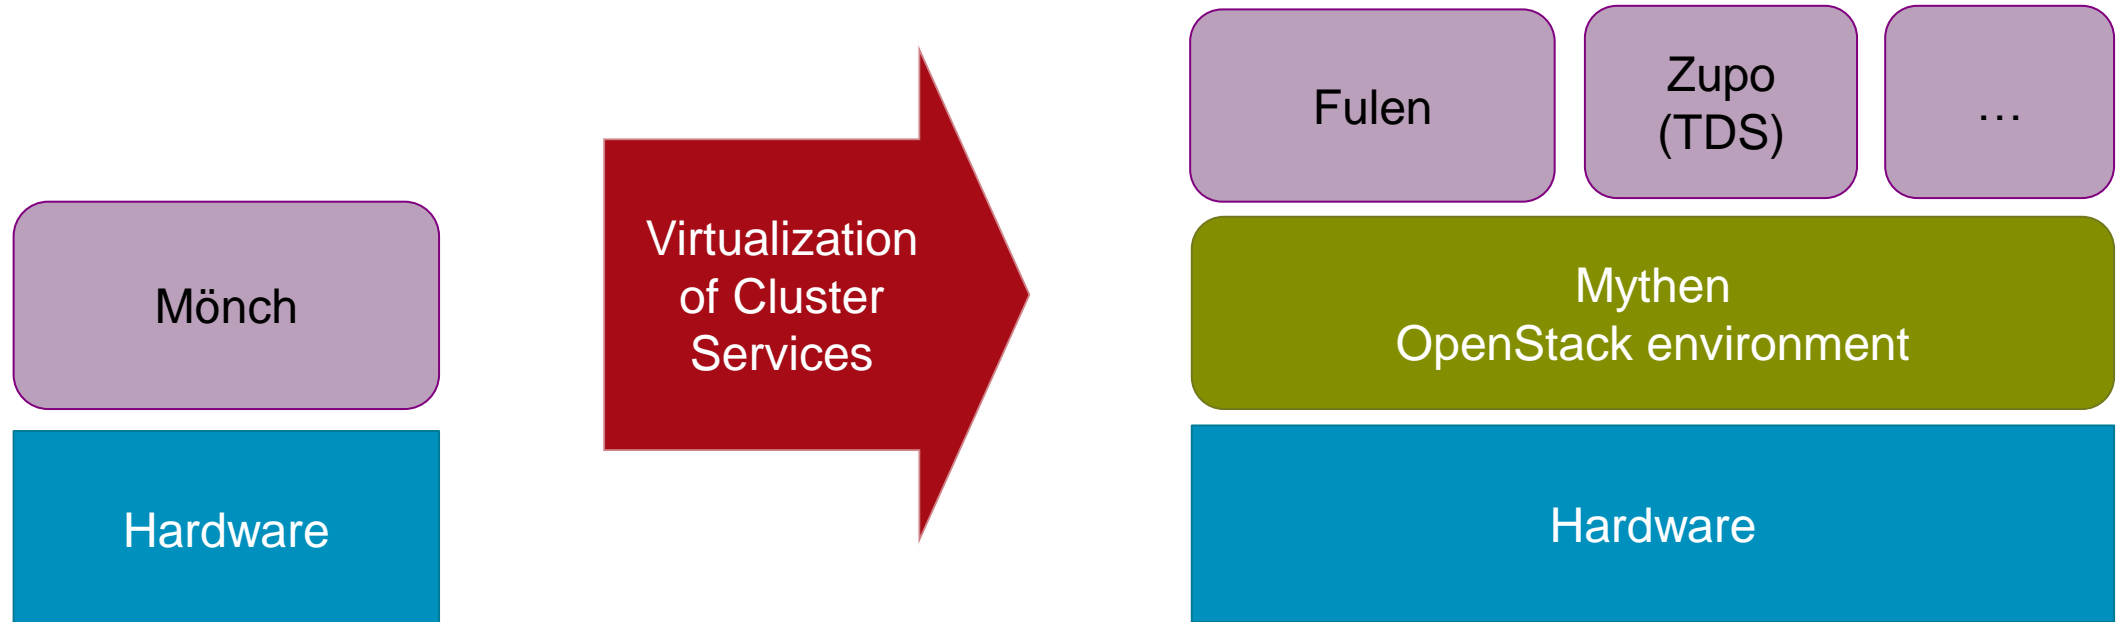 Mönch
Hardware
Virtualization
of Cluster
Services
Fulen
Zupo
(TDS)
…
Mythen
OpenStack environment
Hardware